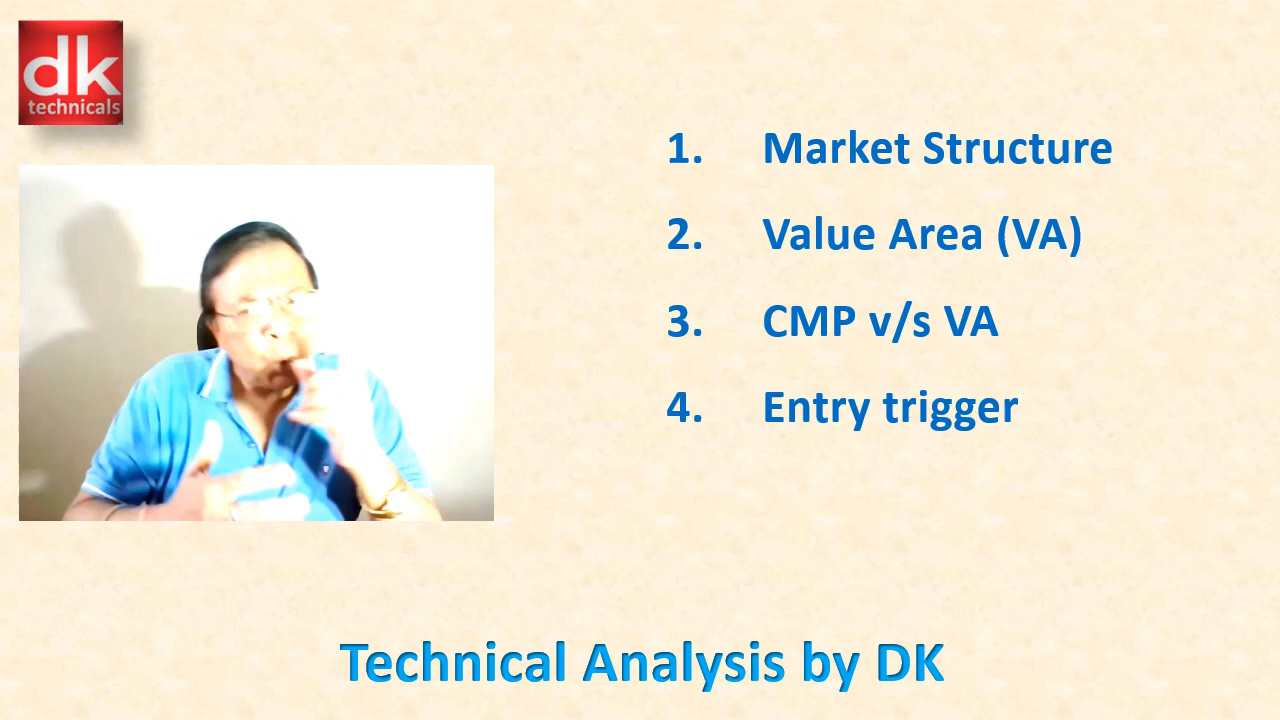 dk
technicals
1. Market Structure
2. Value Area (VA)
3. CMP v/s VA
4. Entry trigger
Technical Analysis by DK